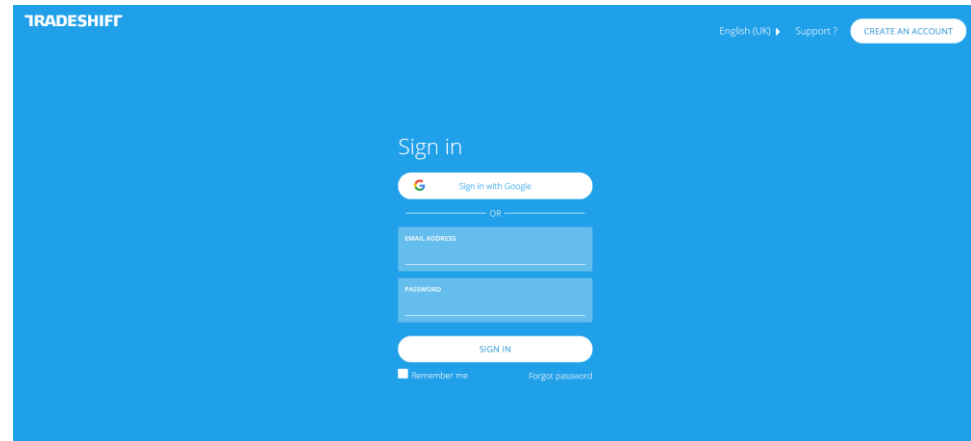 TRADESHIFT
English (UK) Support ? CREATE AN ACCOUNT
Sign in
Sign in with Google
OR
EMAIL ADDRESS
PASSWORD
SIGN IN
Remember me Forgot password